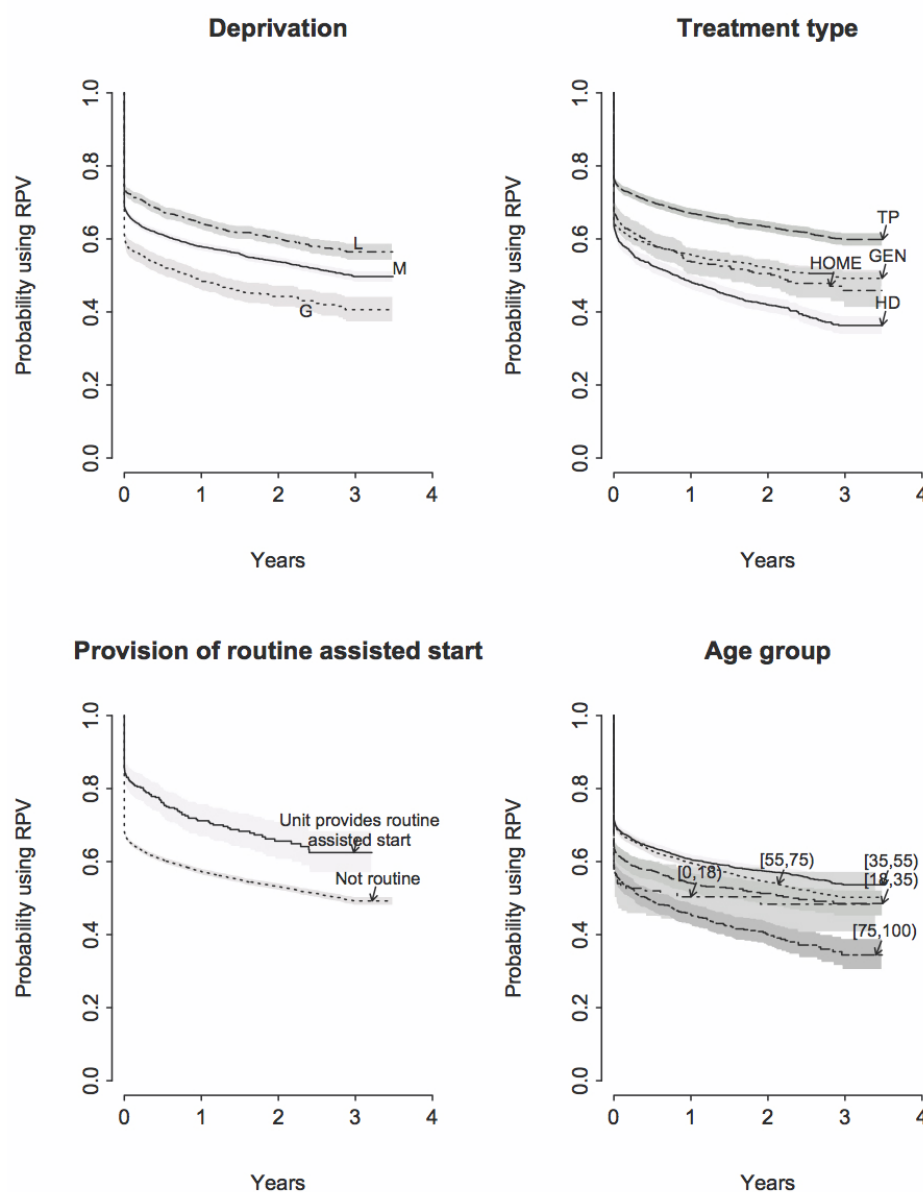 Deprivation
Probability using RPV
1.0
0.8
0.6
0.4
0.2
0.0
L
M
G
0 1 2 3 4
Years
Treatment type
Probability using RPV
1.0
0.8
0.6
0.4
0.2
0.0
TP
HOME GEN
HD
0 1 2 3 4
Years
Provision of routine assisted start
Probability using RPV
1.0
0.8
0.6
0.4
0.2
0.0
Unit provides routine
assisted start
Not routine
0 1 2 3 4
Years
Age group
Probability using RPV
1.0
0.8
0.6
0.4
0.2
0.0
[55,75) [35,55)
[0,18) [18,35)
[75,100)
0 1 2 3 4
Years